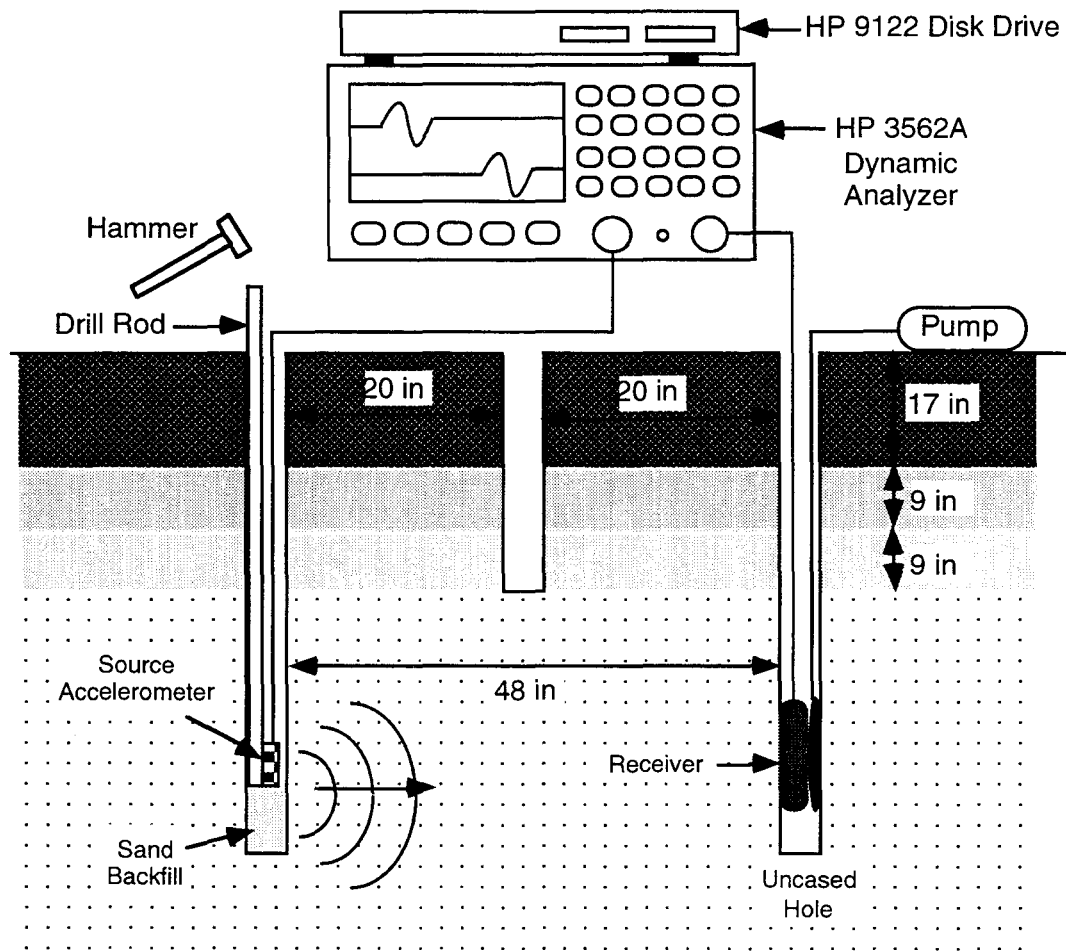 HP 9122 Disk Drive
HP 3562A
Dynamic
Analyzer
Hammer
Drill Rod
Pump
20 in
20 in
17 in
9 in
9 in
Source
Accelerometer
48 in
Receiver
Sand
Backfill
Uncased
Hole